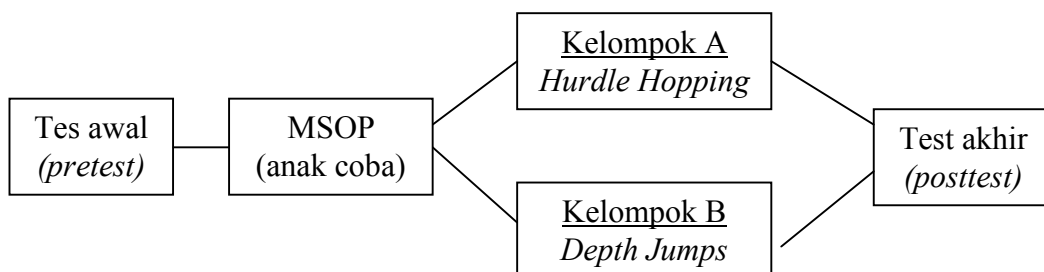 Tes awal
(pretest)
MSOP
(anak coba)
Kelompok A
Hurdle Hopping
Kelompok B
Depth Jumps
Test akhir
(posttest)